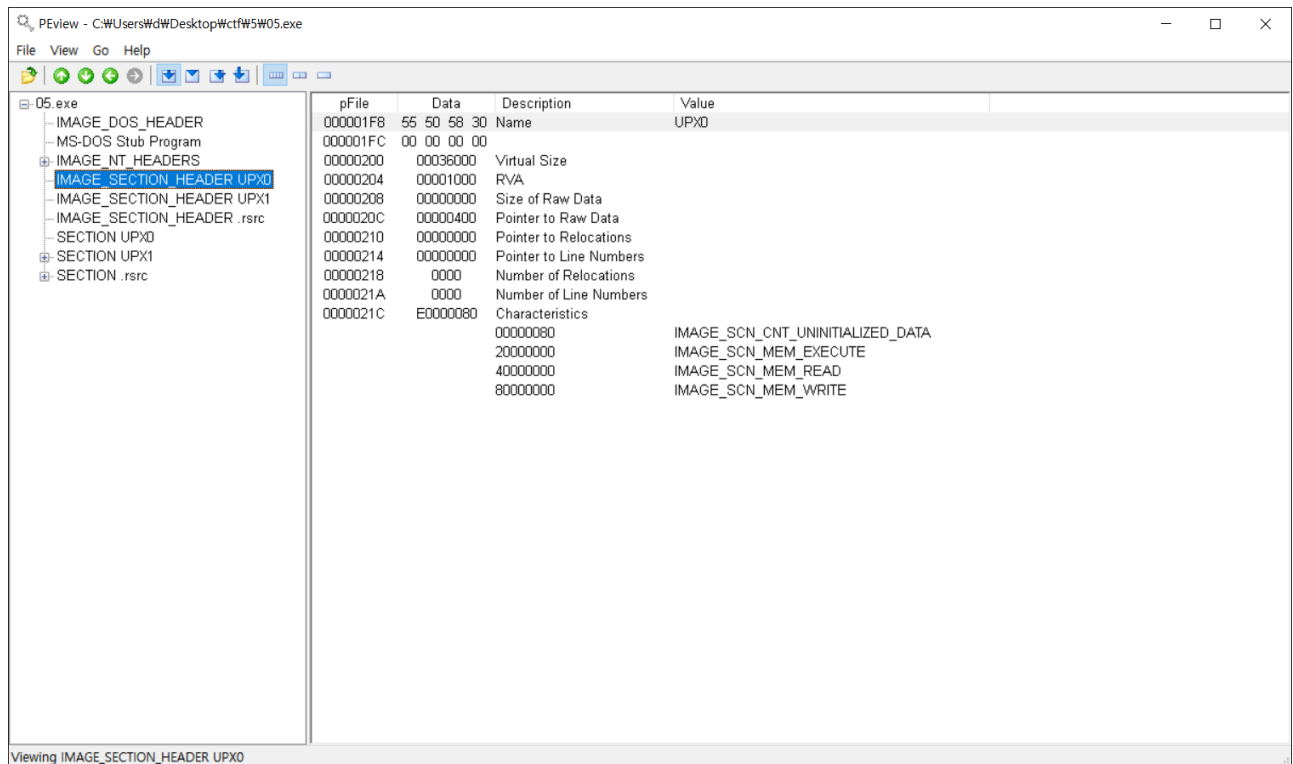 PEview - C:₩Users₩d₩Desktop₩ctf₩5₩05.exe
File View Go Help
05.exe
IMAGE_DOS_HEADER
MS-DOS Stub Program
IMAGE_NT_HEADERS
IMAGE_SECTION_HEADER UPX0
IMAGE_SECTION_HEADER UPX1
IMAGE_SECTION_HEADER .rsrc
SECTION UPX0
SECTION UPX1
SECTION .rsrc
pFile Data Description Value
000001F8 55 50 58 30 Name UPX0
000001FC 00 00 00 00
00000200 00036000 Virtual Size
00000204 00001000 RVA
00000208 00000000 Size of Raw Data
0000020C 00000400 Pointer to Raw Data
00000210 00000000 Pointer to Relocations
00000214 00000000 Pointer to Line Numbers
00000218 0000 Number of Relocations
0000021A 0000 Number of Line Numbers
0000021C E0000080 Characteristics
00000080 IMAGE_SCN_CNT_UNINITIALIZED_DATA
20000000 IMAGE_SCN_MEM_EXECUTE
40000000 IMAGE_SCN_MEM_READ
80000000 IMAGE_SCN_MEM_WRITE
Viewing IMAGE_SECTION_HEADER UPX0